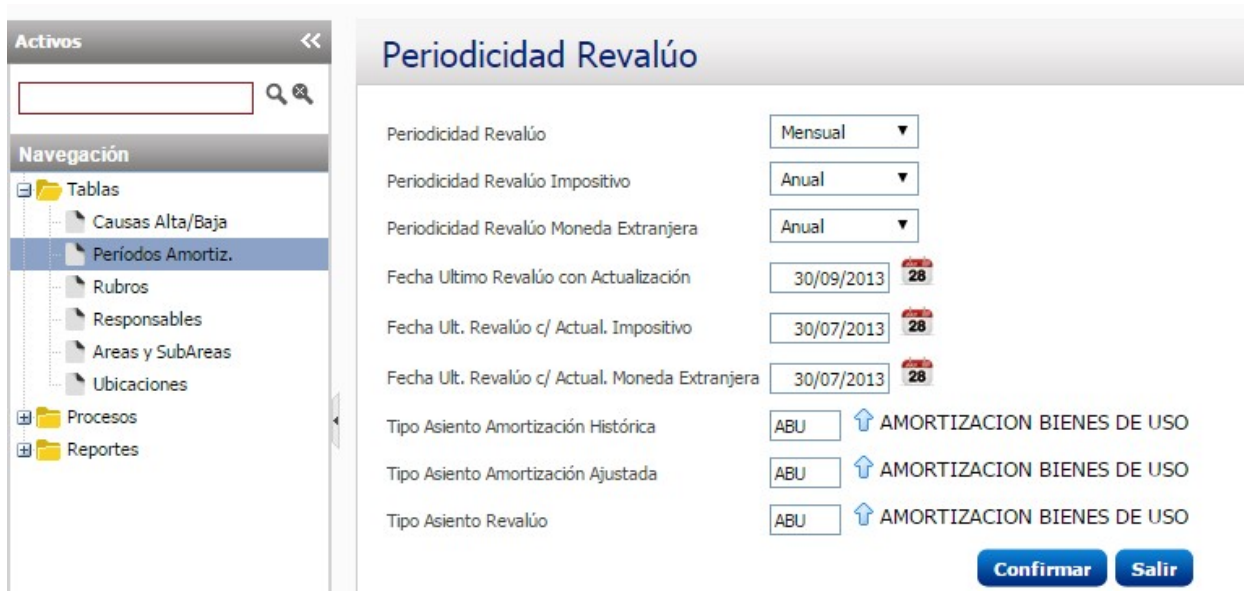 Activos
Navegación
Tablas
Causas Alta/Baja
Períodos Amortiz.
Rubros
Responsables
Areas y SubAreas
Ubicaciones
Procesos
Reportes
Periodicidad Revalúo
Periodicidad Revalúo Mensual
Periodicidad Revalúo Impositivo Anual
Periodicidad Revalúo Moneda Extranjera Anual
Fecha Ultimo Revalúo con Actualización 30/09/2013 28
Fecha Ult. Revalúo c/ Actual. Impositivo 30/07/2013 28
Fecha Ult. Revalúo c/ Actual. Moneda Extranjera 30/07/2013 28
Tipo Asiento Amortización Histórica ABU AMORTIZACION BIENES DE USO
Tipo Asiento Amortización Ajustada ABU AMORTIZACION BIENES DE USO
Tipo Asiento Revalúo ABU AMORTIZACION BIENES DE USO
Confirmar Salir